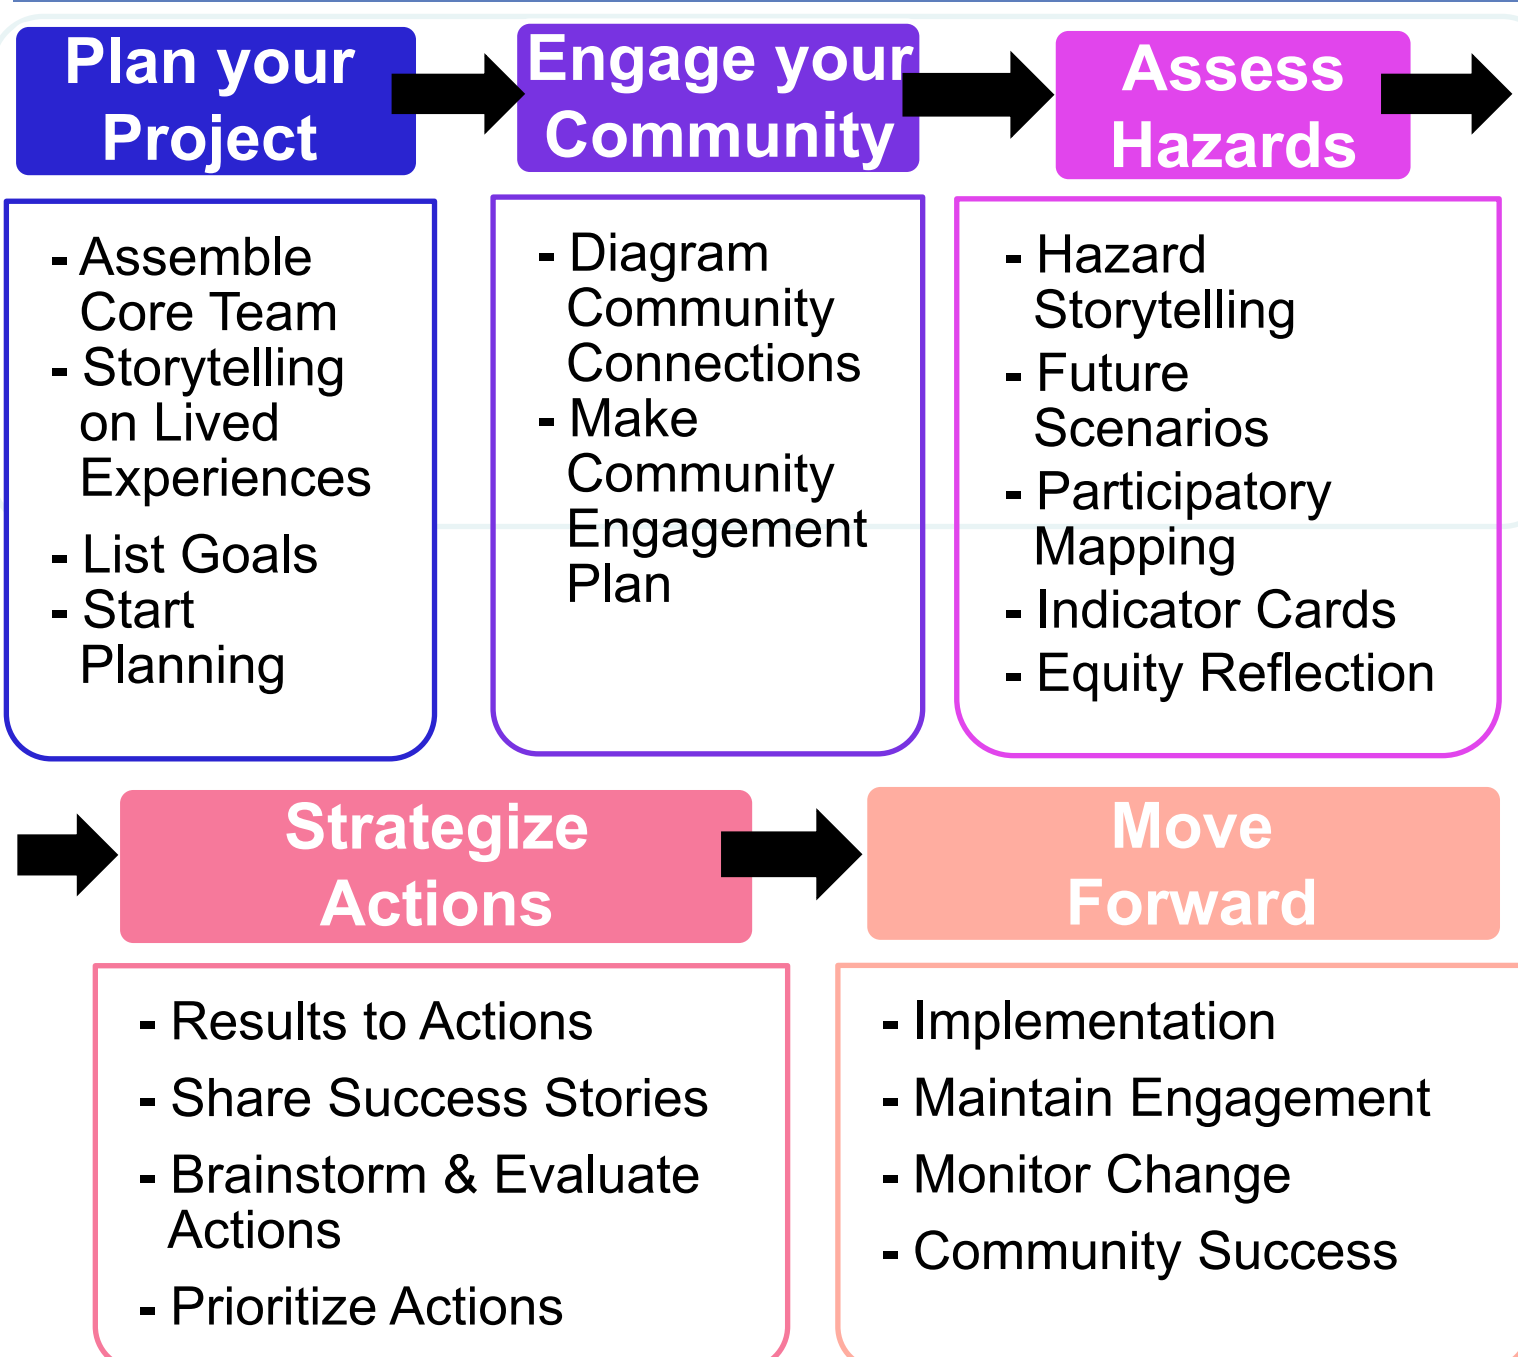 Plan your
Project
- Assemble
Core Team
- Storytelling
on Lived
Experiences
- List Goals
- Start
Planning
Engage your
Community
- Diagram
Community
Connections
- Make
Community
Engagement
Plan
Assess
Hazards
- Hazard
Storytelling
- Future
Scenarios
- Participatory
Mapping
- Indicator Cards
- Equity Reflection
Strategize
Actions
- Results to Actions
- Share Success Stories
- Brainstorm & Evaluate
Actions
- Prioritize Actions
Move
Forward
- Implementation
- Maintain Engagement
- Monitor Change
- Community Success